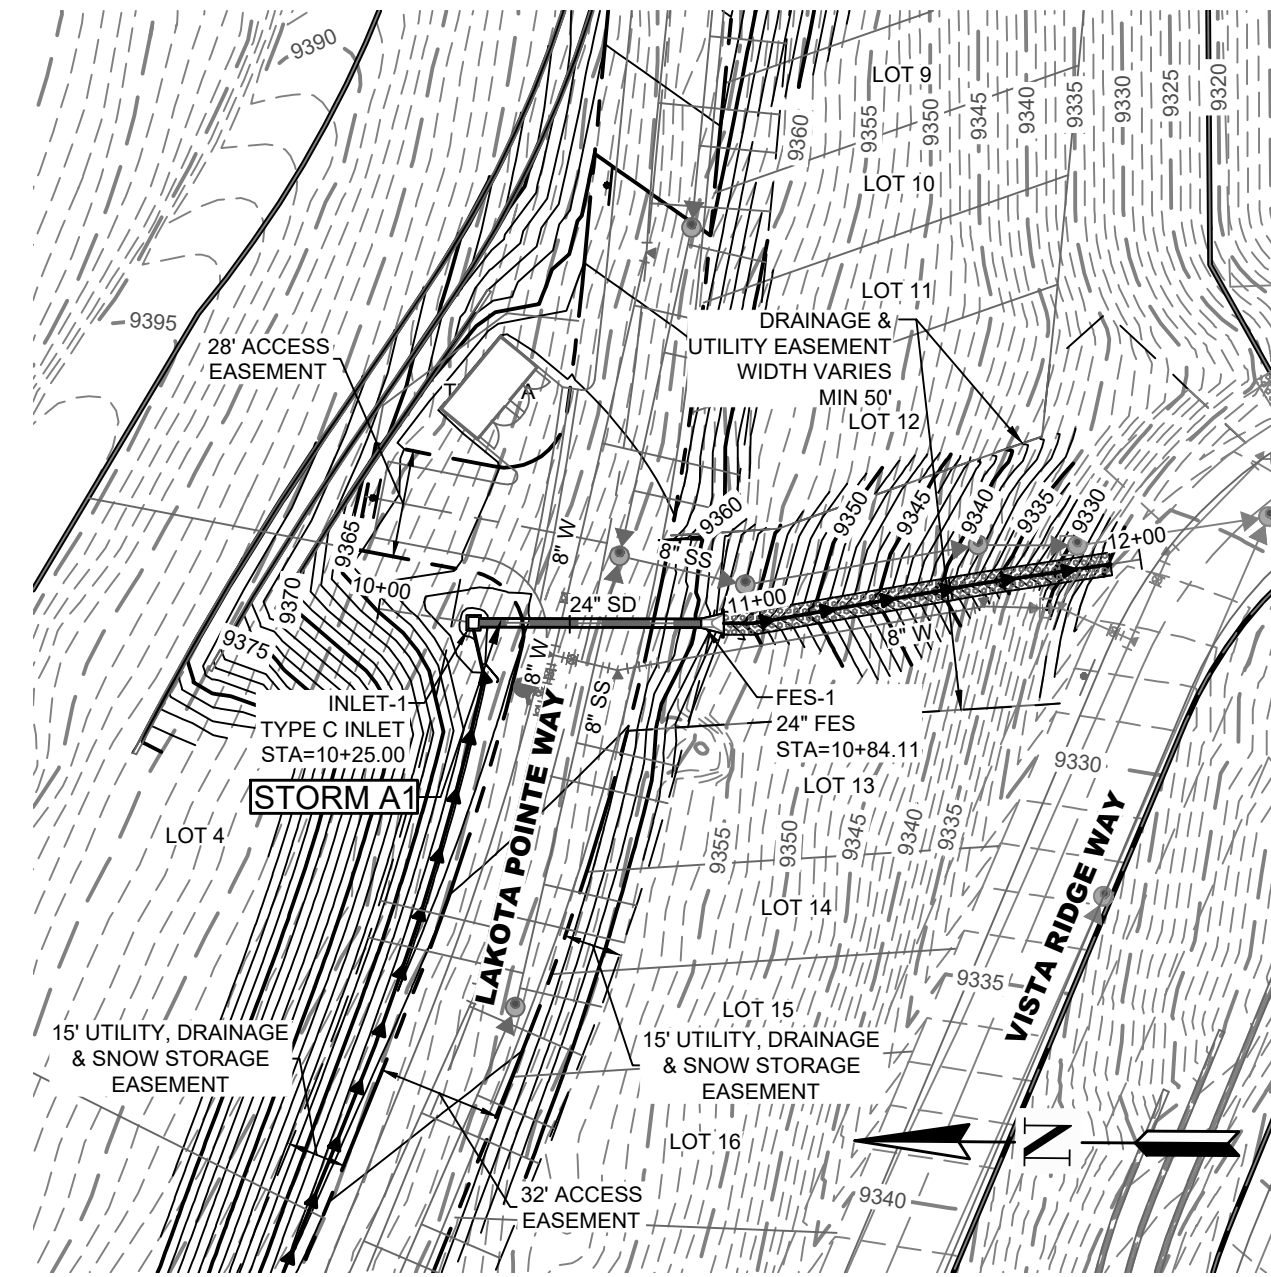 9390
LOT 9
9360
9355
9350
9345
9340
9335
9330
9325
9320
LOT 10
LOT 11
9395
28' ACCESS
EASEMENT
DRAINAGE &
UTILITY EASEMENT
WIDTH VARIES
MIN 50'
LOT 12
T
A
9365
9370
9375
10+00
8" W
8" SS
9360
9350
9345
9340
9335
9330
12+00
24" SD
11+00
8" W
8" W
8" SS
INLET-1
TYPE C INLET
STA=10+25.00
STORM A1
FES-1
24" FES
STA=10+84.11
LOT 13
9330
LOT 4
9355
9350
9345
9340
9335
LAKOTA POINTE WAY
VISTA RIDGE WAY
LOT 14
9335
LOT 15
15' UTILITY, DRAINAGE
& SNOW STORAGE
EASEMENT
15' UTILITY, DRAINAGE
& SNOW STORAGE
EASEMENT
LOT 16
N
32' ACCESS
EASEMENT
9340